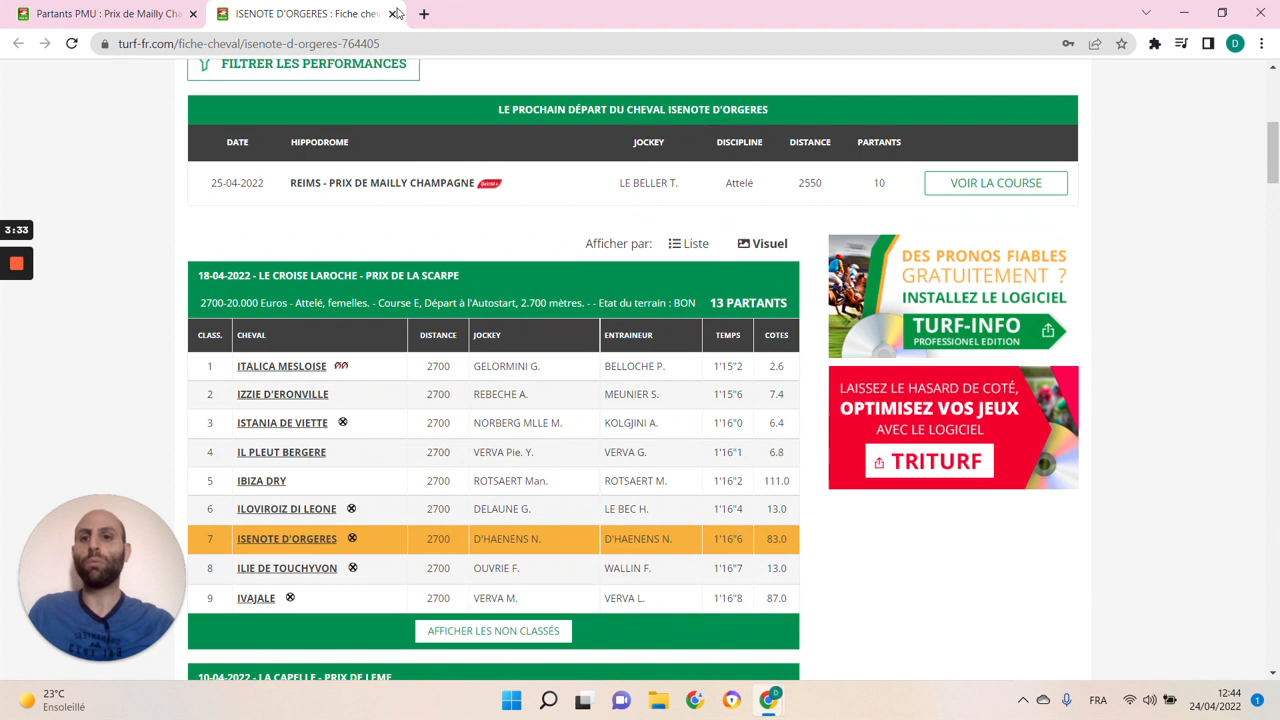 Partants PMU : Prix de Mailly Cha
ISENOTE D'ORGERES : Fiche chev
turf-fr.com/fiche-cheval/isenote-d-orgeres-764405
D
FILTRER LES PERFORMANCES
LE PROCHAIN DÉPART DU CHEVAL ISENOTE D'ORGERES
DATE HIPPODROME JOCKEY DISCIPLINE DISTANCE PARTANTS
25-04-2022 REIMS - PRIX DE MAILLY CHAMPAGNE LE BELLER T. Attelé 2550 10 VOIR LA COURSE
3:33
Afficher par: Liste Visuel
18-04-2022 - LE CROISE LAROCHE - PRIX DE LA SCARPE
2700-20.000 Euros - Attelé, femelles. - Course E, Départ à l'Autostart, 2.700 mètres. - - Etat du terrain : BON 13 PARTANTS
CLASS. CHEVAL DISTANCE JOCKEY ENTRAINEUR TEMPS COTES
1 ITALICA MESLOISE 2700 GELORMINI G. BELLOCHE P. 1'15"2 2.6
2 IZZIE D'ERONVILLE 2700 REBECHE A. MEUNIER S. 1'15"6 7.4
3 ISTANIA DE VIETTE 2700 NORBERG MLLE M. KOLGJINI A. 1'16"0 6.4
4 IL PLEUT BERGERE 2700 VERVA Pie. Y. VERVA G. 1'16"1 6.8
5 IBIZA DRY 2700 ROTSAERT Man. ROTSAERT M. 1'16"2 111.0
6 ILOVIROIZ DI LEONE 2700 DELAUNE G. LE BEC H. 1'16"4 13.0
7 ISENOTE D'ORGERES 2700 D'HAENENS N. D'HAENENS N. 1'16"6 83.0
8 ILIE DE TOUCHYVON 2700 OUVRIE F. WALLIN F. 1'16"7 13.0
9 IVAJALE 2700 VERVA M. VERVA L. 1'16"8 87.0
AFFICHER LES NON CLASSÉS
10-04-2022 - LA CAPELLE - PRIX DE LEME
DES PRONOS FIABLES
GRATUITEMENT ?
INSTALLEZ LE LOGICIEL
TURF-INFO
PROFESSIONEL EDITION
LAISSEZ LE HASARD DE COTÉ,
OPTIMISEZ VOS JEUX
AVEC LE LOGICIEL
TRITURF
23°C
Ensoleillé
D
FRA
12:44
24/04/2022
1